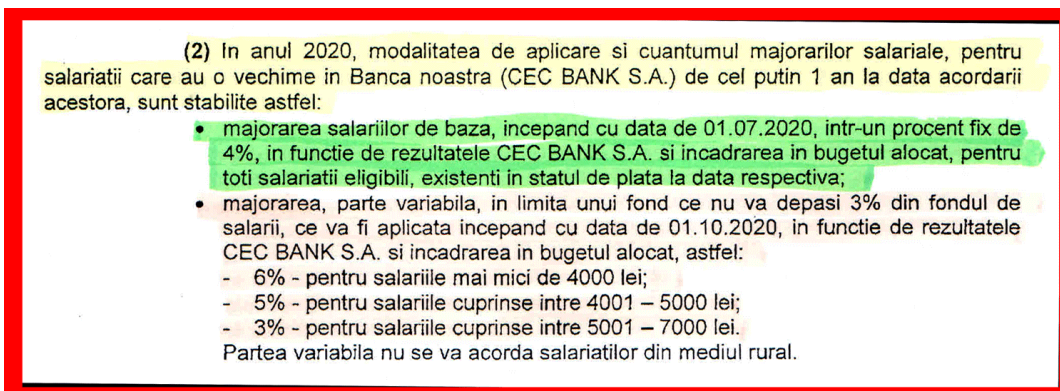 (2) In anul 2020, modalitatea de aplicare si cuantumul majorarilor salariale, pentru
salariatii care au o vechime in Banca noastra (CEC BANK S.A.) de cel putin 1 an la data acordarii
acestora, sunt stabilite astfel:
• majorarea salariilor de baza, incepand cu data de 01.07.2020, intr-un procent fix de
4%, in functie de rezultatele CEC BANK S.A. si incadrarea in bugetul alocat, pentru
toti salariatii eligibili, existenti in statul de plata la data respectiva;
• majorarea, parte variabila, in limita unui fond ce nu va depasi 3% din fondul de
salarii, ce va fi aplicata incepand cu data de 01.10.2020, in functie de rezultatele
CEC BANK S.A. si incadrarea in bugetul alocat, astfel:
- 6% - pentru salariile mai mici de 4000 lei;
- 5% - pentru salariile cuprinse intre 4001 – 5000 lei;
- 3% - pentru salariile cuprinse intre 5001 – 7000 lei.
Partea variabila nu se va acorda salariatilor din mediul rural.